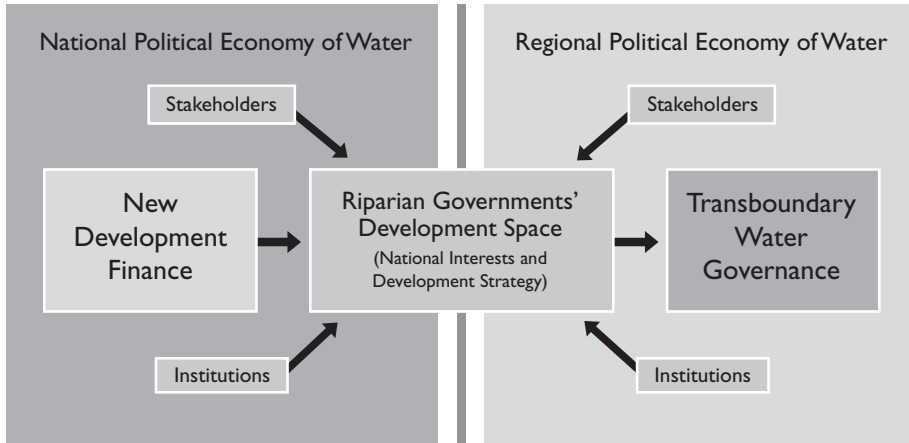 National Political Economy of Water
Stakeholders
New
Development
Finance
Institutions
Riparian Governments’
Development Space
(National Interests and
Development Strategy)
Regional Political Economy of Water
Stakeholders
Transboundary
Water
Governance
Institutions